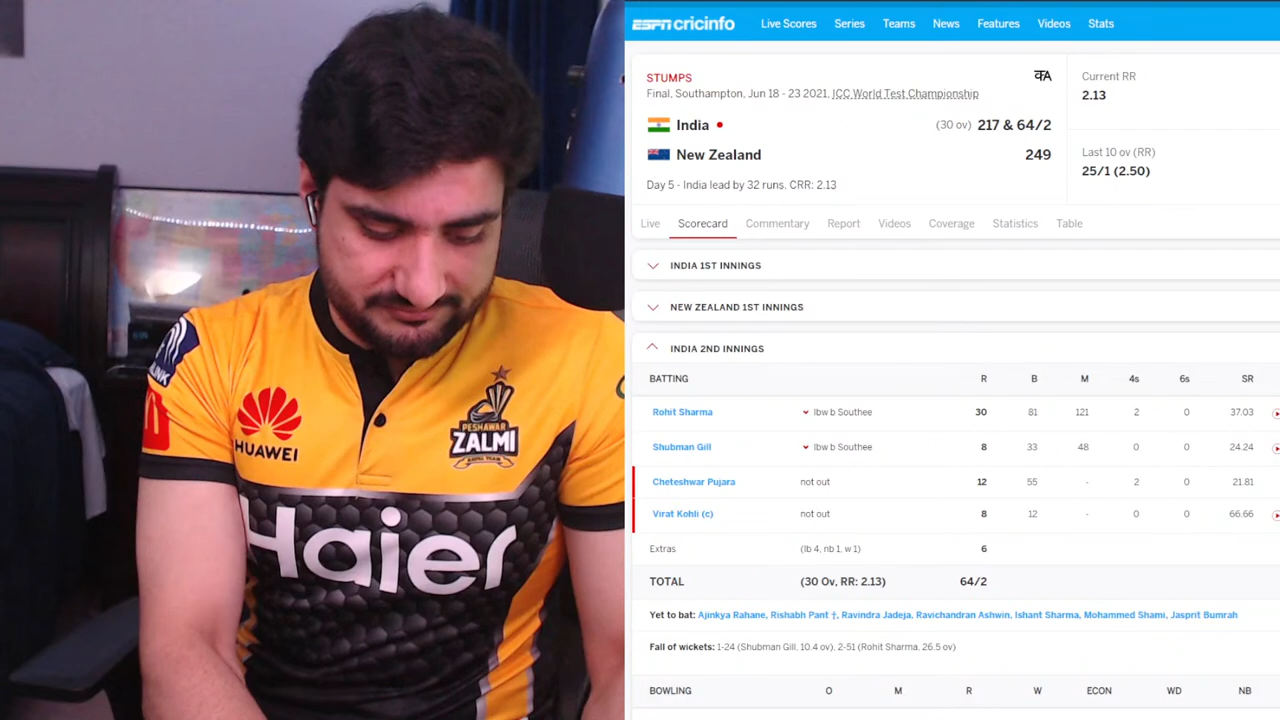 LINK
HUAWEI
PESHAWAR
ZALMI
Haier
ESPN cricinfo
Live Scores Series Teams News Features Videos Stats
STUMPS
क/A
Final, Southampton, Jun 18 - 23 2021, ICC World Test Championship
India (30 ov) 217 & 64/2
New Zealand 249
Day 5 - India lead by 32 runs. CRR: 2.13
Current RR
2.13
Last 10 ov (RR)
25/1 (2.50)
Live Scorecard Commentary Report Videos Coverage Statistics Table
INDIA 1ST INNINGS
NEW ZEALAND 1ST INNINGS
INDIA 2ND INNINGS
BATTING R B M 4s 6s SR
Rohit Sharma lbw b Southee 30 81 121 2 0 37.03
Shubman Gill lbw b Southee 8 33 48 0 0 24.24
Cheteshwar Pujara not out 12 55 - 2 0 21.81
Virat Kohli (c) not out 8 12 - 0 0 66.66
Extras (lb 4, nb 1, w 1) 6
TOTAL (30 Ov, RR: 2.13) 64/2
Yet to bat: Ajinkya Rahane, Rishabh Pant †, Ravindra Jadeja, Ravichandran Ashwin, Ishant Sharma, Mohammed Shami, Jasprit Bumrah
Fall of wickets: 1-24 (Shubman Gill, 10.4 ov), 2-51 (Rohit Sharma, 26.5 ov)
BOWLING O M R W ECON WD NB